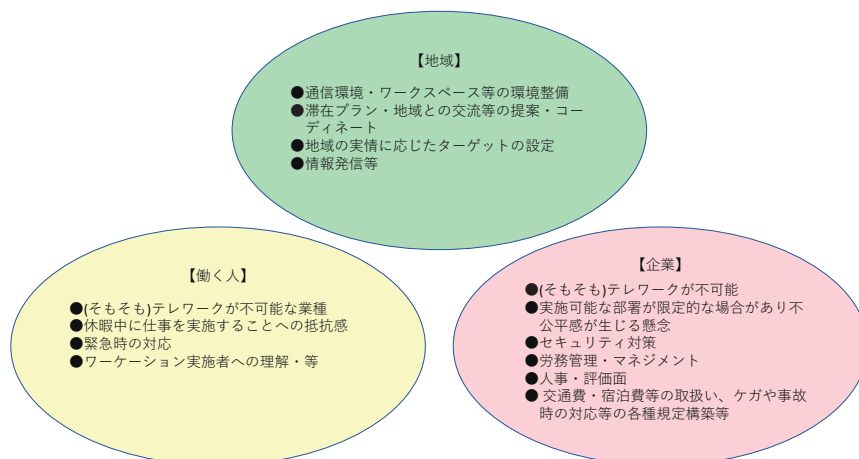 【地域】
●通信環境・ワークスペース等の環境整備
●滞在プラン・地域との交流等の提案・コー
ディネート
●地域の実情に応じたターゲットの設定
●情報発信等
【働く人】
●(そもそも)テレワークが不可能な業種
●休暇中に仕事を実施することへの抵抗感
●緊急時の対応
●ワーケーション実施者への理解・等
【企業】
●(そもそも)テレワークが不可能
●実施可能な部署が限定的な場合があり不
公平感が生じる懸念
●セキュリティ対策
●労務管理・マネジメント
●人事・評価面
● 交通費・宿泊費等の取扱い、ケガや事故
時の対応等の各種規定構築等